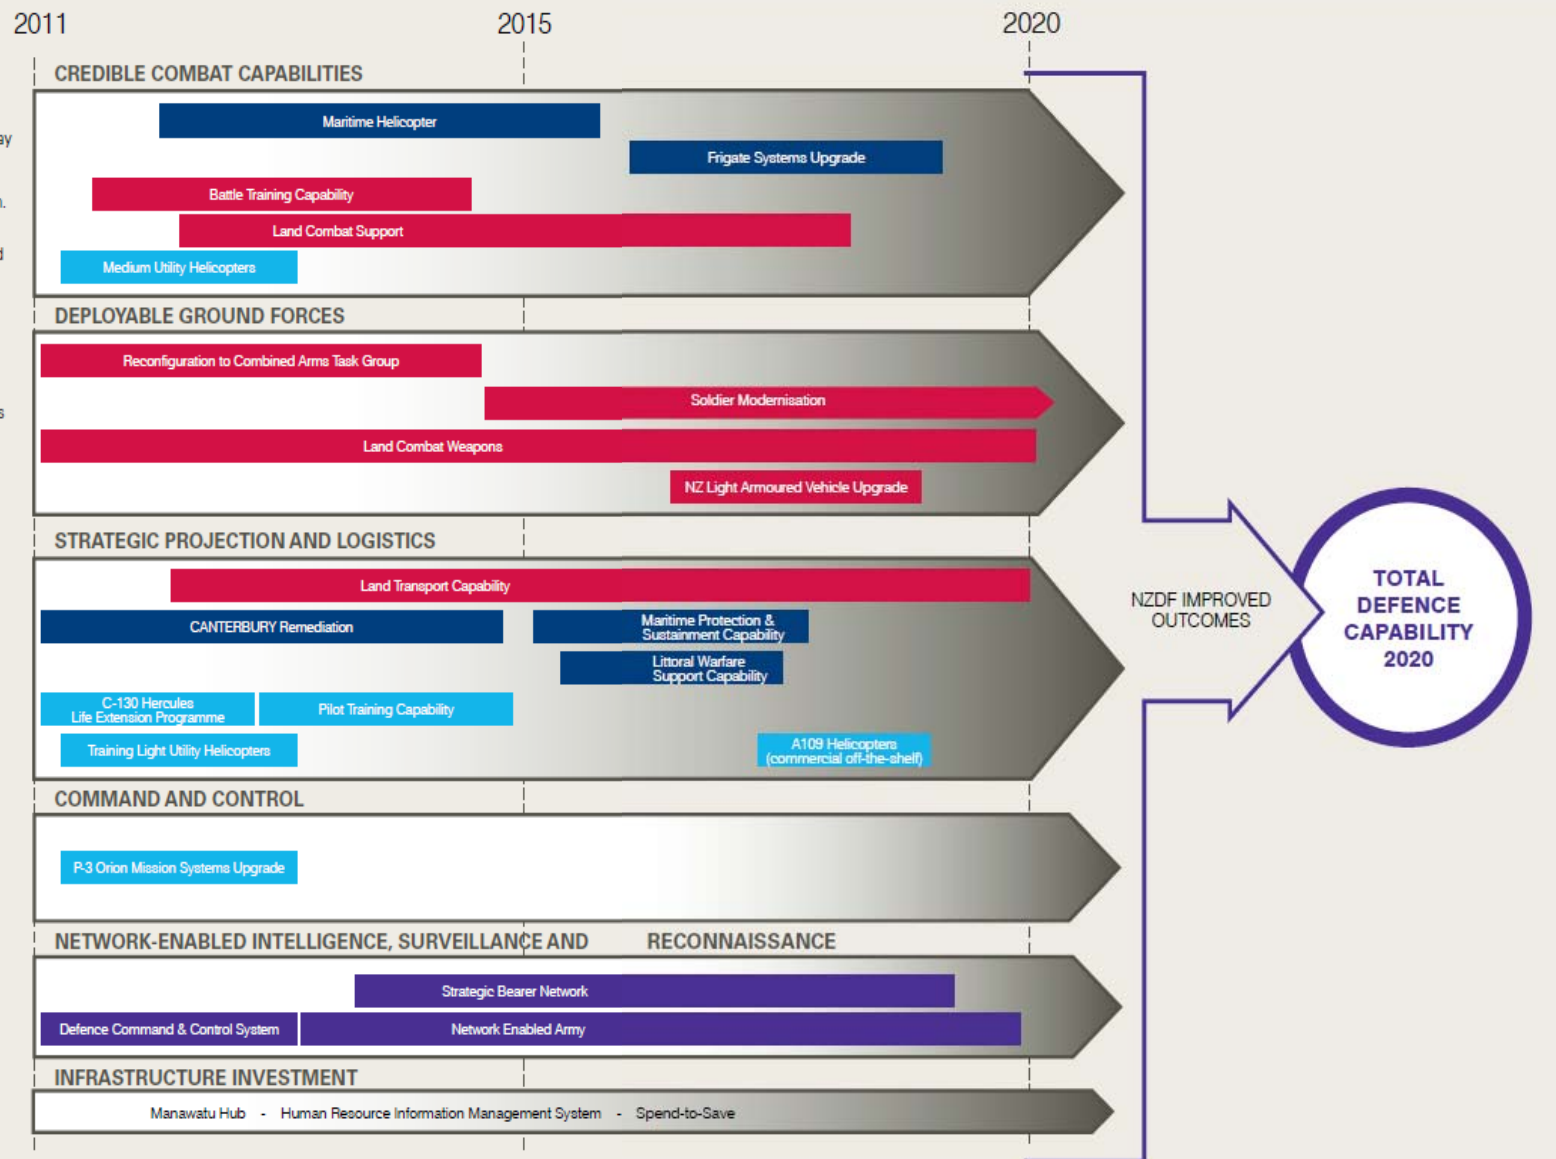 2011
2015
2020
CREDIBLE COMBAT CAPABILITIES
Maritime Helicopter
Frigate Systems Upgrade
Battle Training Capability
Land Combat Support
Medium Utility Helicopters
DEPLOYABLE GROUND FORCES
Reconfiguration to Combined Arms Task Group
Soldier Modernisation
Land Combat Weapons
NZ Light Armoured Vehicle Upgrade
STRATEGIC PROJECTION AND LOGISTICS
Land Transport Capability
CANTERBURY Remediation
Maritime Protection &
Sustainment Capability
Littoral Warfare
Support Capability
C-130 Hercules
Life Extension Programme
Pilot Training Capability
Training Light Utility Helicopters
A109 Helicopters
(commercial off-the-shelf)
COMMAND AND CONTROL
P-3 Orion Mission Systems Upgrade
NETWORK-ENABLED INTELLIGENCE, SURVEILLANCE AND RECONNAISSANCE
Strategic Bearer Network
Defence Command & Control System
Network Enabled Army
INFRASTRUCTURE INVESTMENT
Manawatu Hub - Human Resource Information Management System - Spend-to-Save
NZDF IMPROVED
OUTCOMES
TOTAL
DEFENCE
CAPABILITY
2020